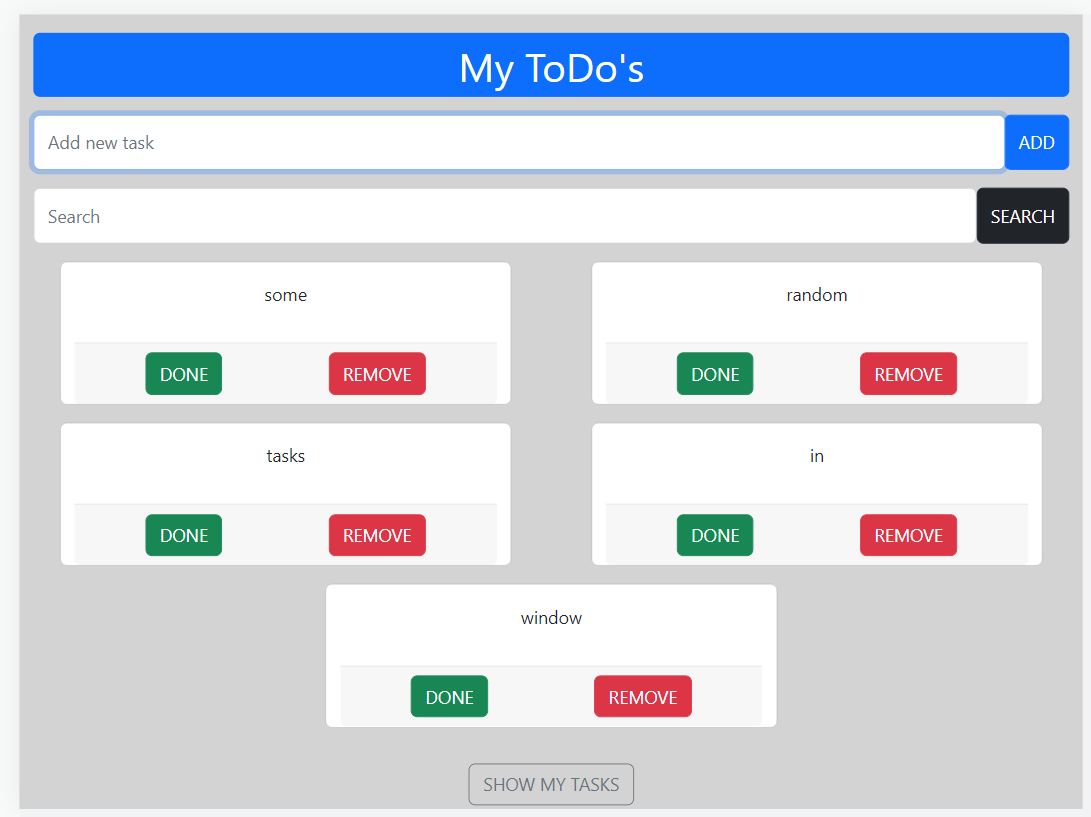 My ToDo's
Add new task
ADD
Search
SEARCH
some
random
DONE
REMOVE
DONE
REMOVE
tasks
in
DONE
REMOVE
DONE
REMOVE
window
DONE
REMOVE
SHOW MY TASKS